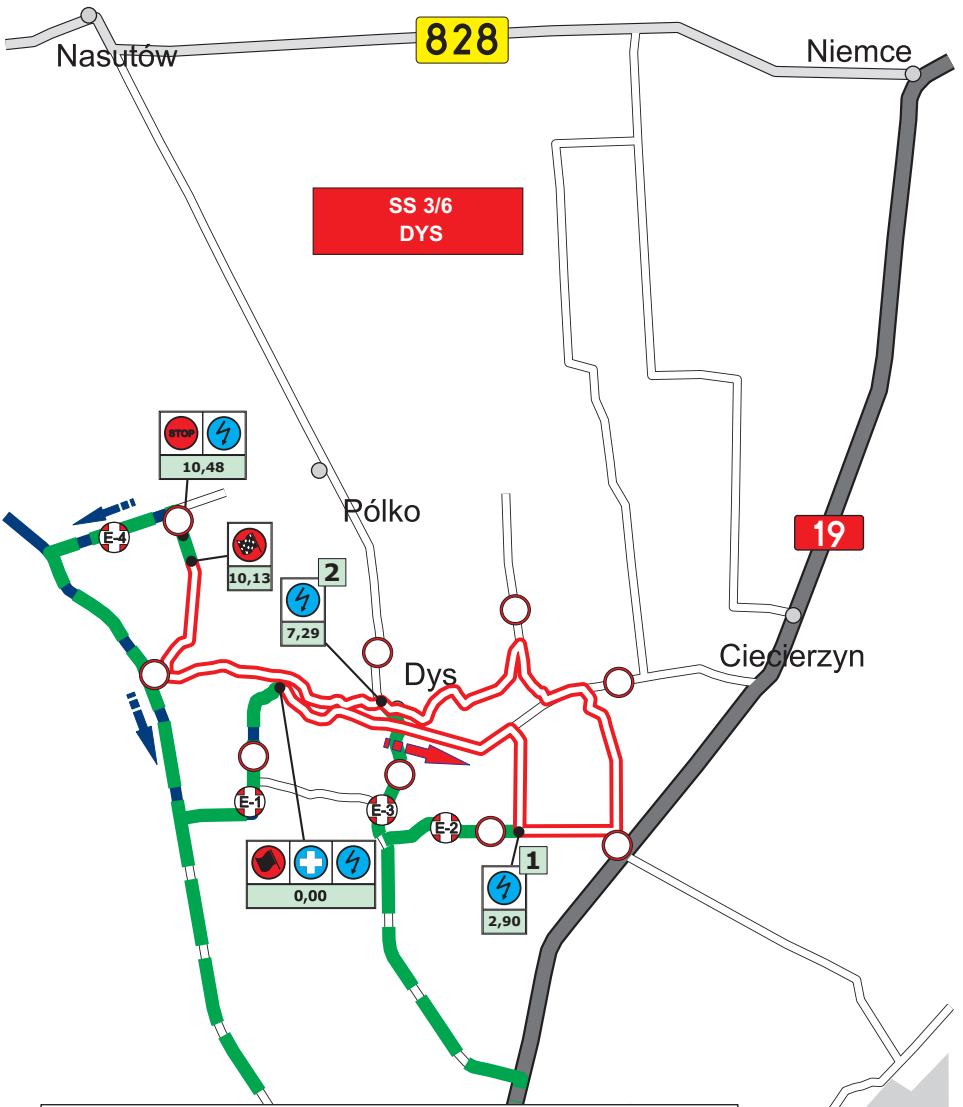 828
Nasutów
Niemce
SS 3/6
DYS
STOP
10,48
Pólko
19
E-4
10,13
2
7,29
Dys
Ciecierzyn
E-1
E-3
E-2
0,00
1
2,90